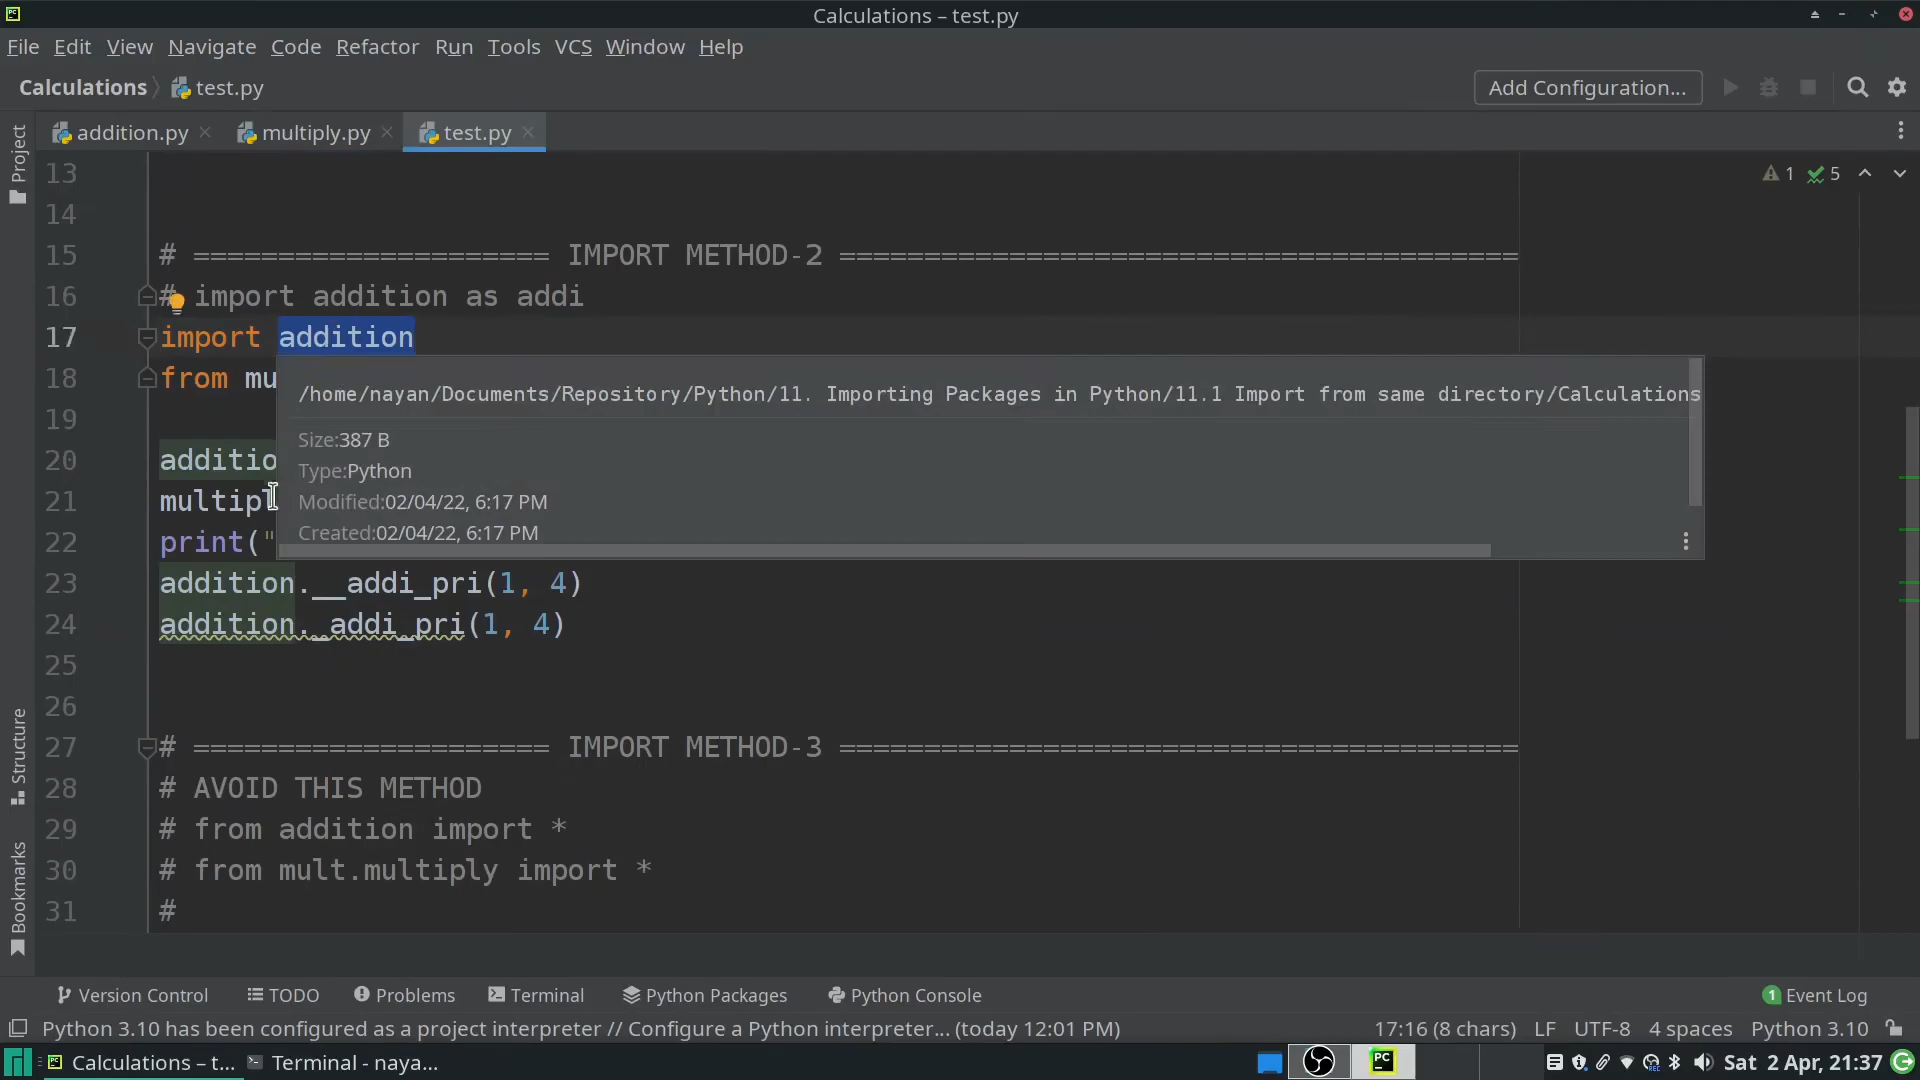 Calculations – test.py
File Edit View Navigate Code Refactor Run Tools VCS Window Help
Calculations test.py Add Configuration...
addition.py multiply.py test.py
Project
Structure
Bookmarks
1 5
13
14
15 # ===================== IMPORT METHOD-2 ========================================
16 # import addition as addi
17 import addition
18 from mu
/home/nayan/Documents/Repository/Python/11. Importing Packages in Python/11.1 Import from same directory/Calculations
19
Size:387 B
20 additio
Type:Python
21 multipl
Modified:02/04/22, 6:17 PM
22 print("
Created:02/04/22, 6:17 PM
23 addition.__addi_pri(1, 4)
24 addition._addi_pri(1, 4)
25
26
27 # ===================== IMPORT METHOD-3 ========================================
28 # AVOID THIS METHOD
29 # from addition import *
30 # from mult.multiply import *
31 #
Version Control TODO Problems Terminal Python Packages Python Console 1 Event Log
Python 3.10 has been configured as a project interpreter // Configure a Python interpreter... (today 12:01 PM) 17:16 (8 chars) LF UTF-8 4 spaces Python 3.10
Calculations – t... Terminal - naya... Sat 2 Apr, 21:37